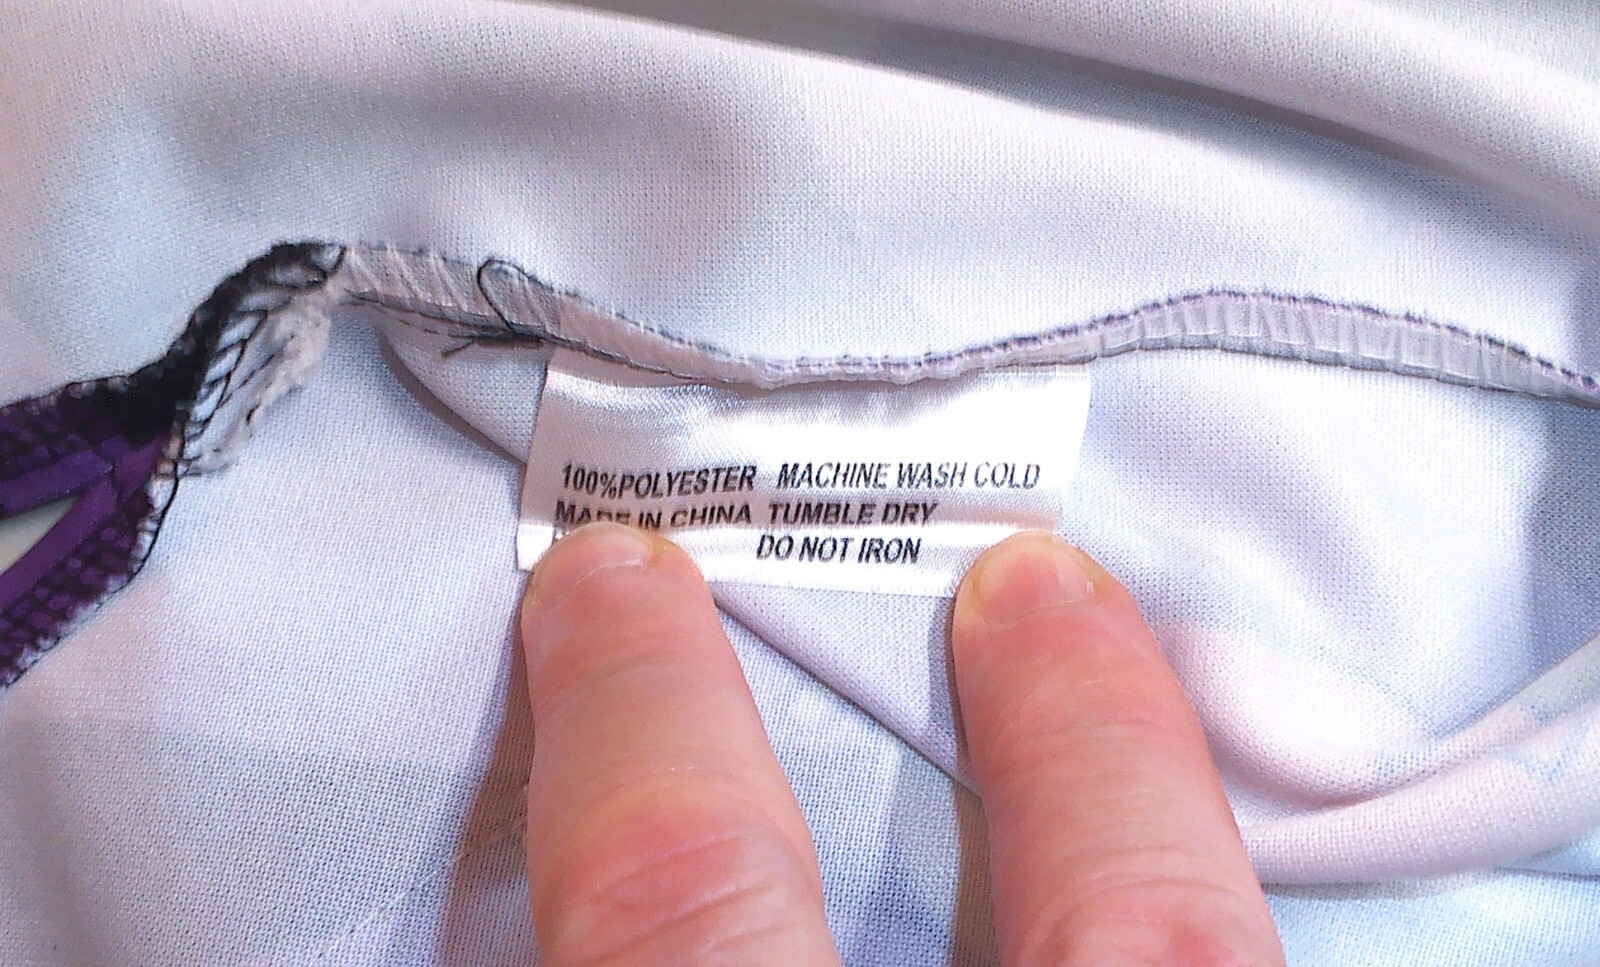 100%POLYESTER MACHINE WASH COLD
MADE IN CHINA TUMBLE DRY
DO NOT IRON